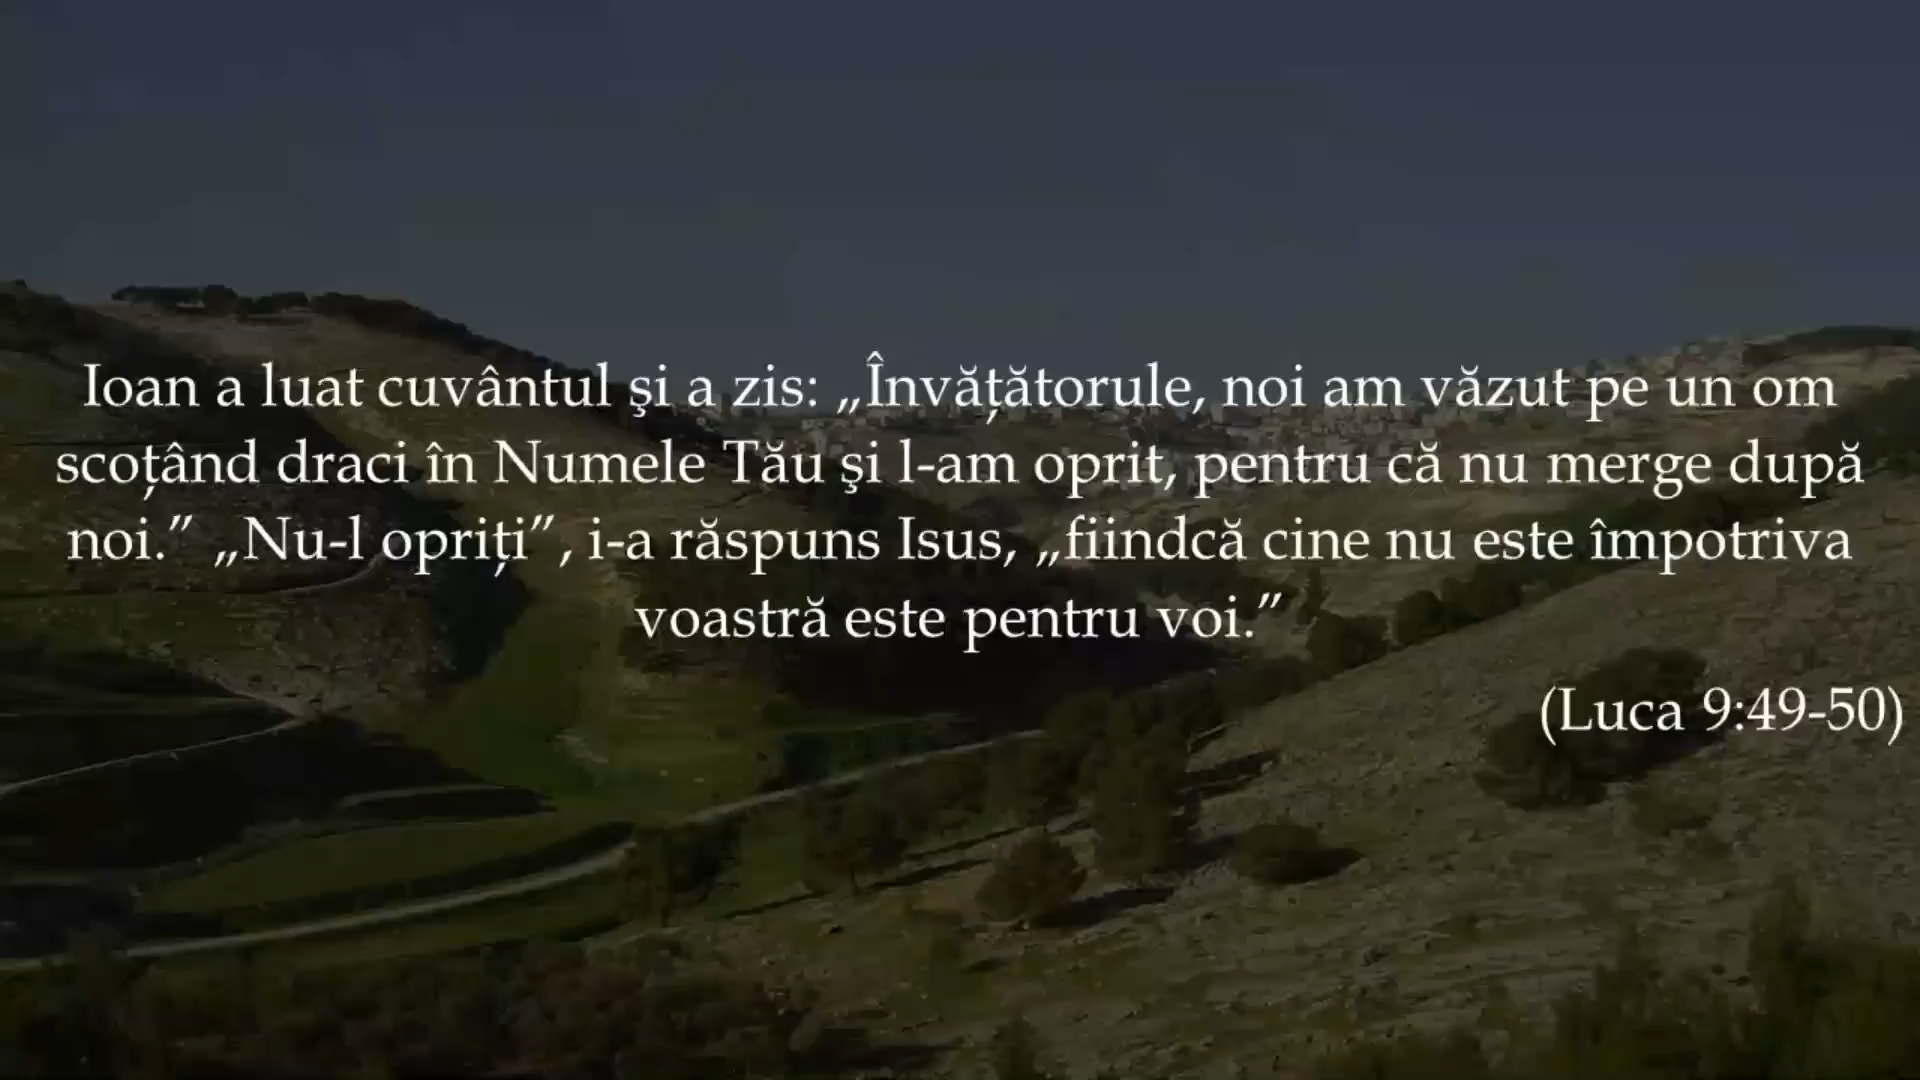 Ioan a luat cuvântul şi a zis: „Învățătorule, noi am văzut pe un om
scoțând draci în Numele Tău şi l-am oprit, pentru că nu merge după
noi.” „Nu-l opriți”, i-a răspuns Isus, „fiindcă cine nu este împotriva
voastră este pentru voi.”
(Luca 9:49-50)